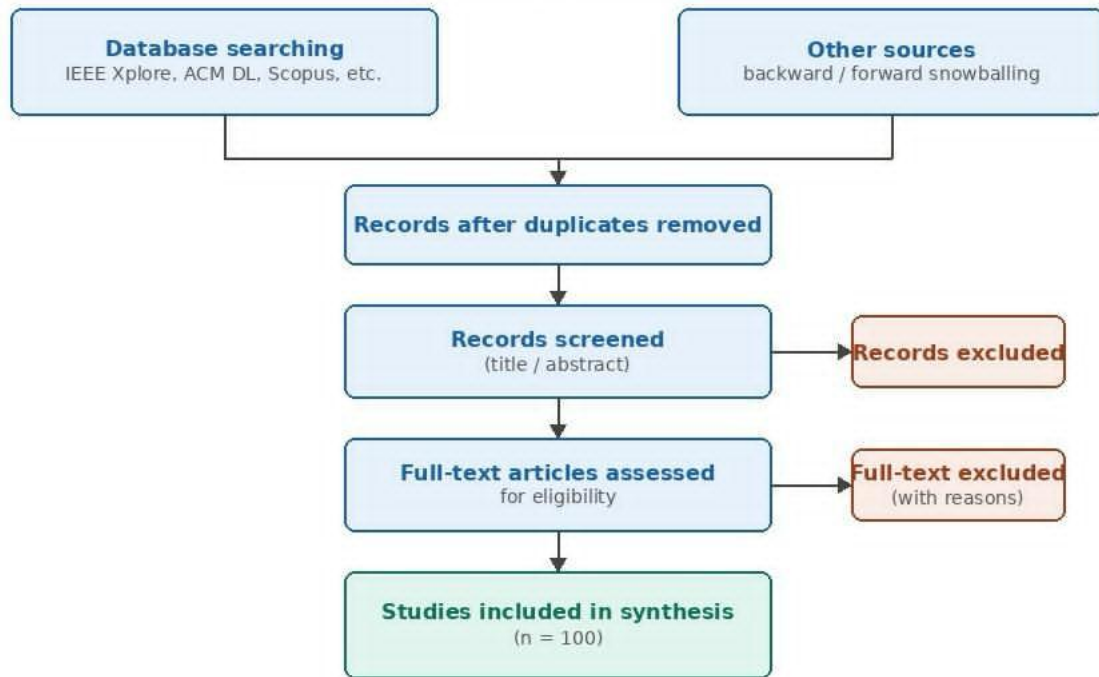 Database searching
IEEE Xplore, ACM DL, Scopus, etc.
Other sources
backward / forward snowballing
Records after duplicates removed
Records screened
(title / abstract)
Records excluded
Full-text articles assessed
for eligibility
Full-text excluded
(with reasons)
Studies included in synthesis
(n = 100)